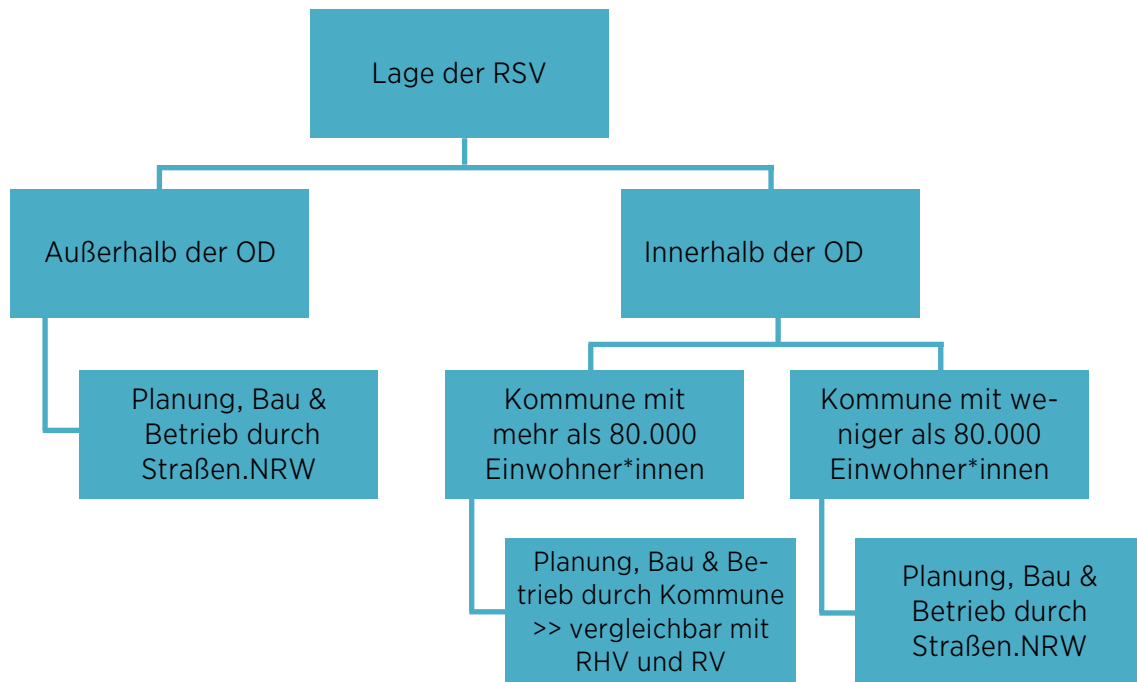 Lage der RSV
Außerhalb der OD
Innerhalb der OD
Planung, Bau &
Betrieb durch
Straßen.NRW
Kommune mit
mehr als 80.000
Einwohner*innen
Kommune mit we-
niger als 80.000
Einwohner*innen
Planung, Bau & Be-
trieb durch Kommune
>> vergleichbar mit
RHV und RV
Planung, Bau &
Betrieb durch
Straßen.NRW